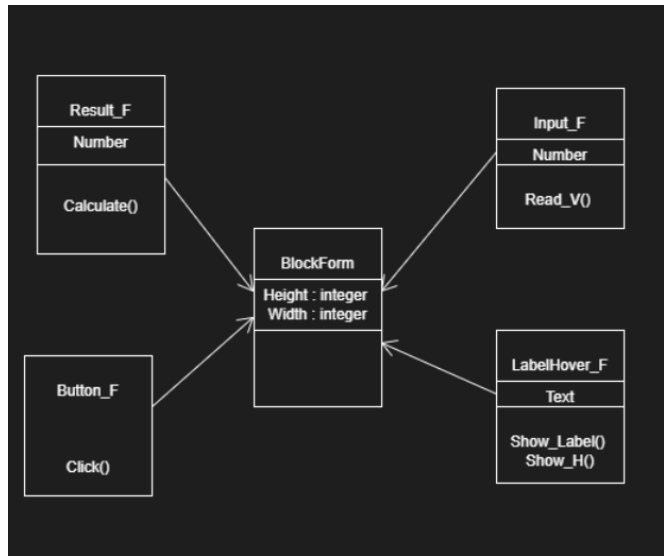 Result_F
Number
Calculate()
Input_F
Number
Read_V()
BlockForm
Height : integer
Width : integer
Button_F
Click()
LabelHover_F
Text
Show_Label()
Show_H()